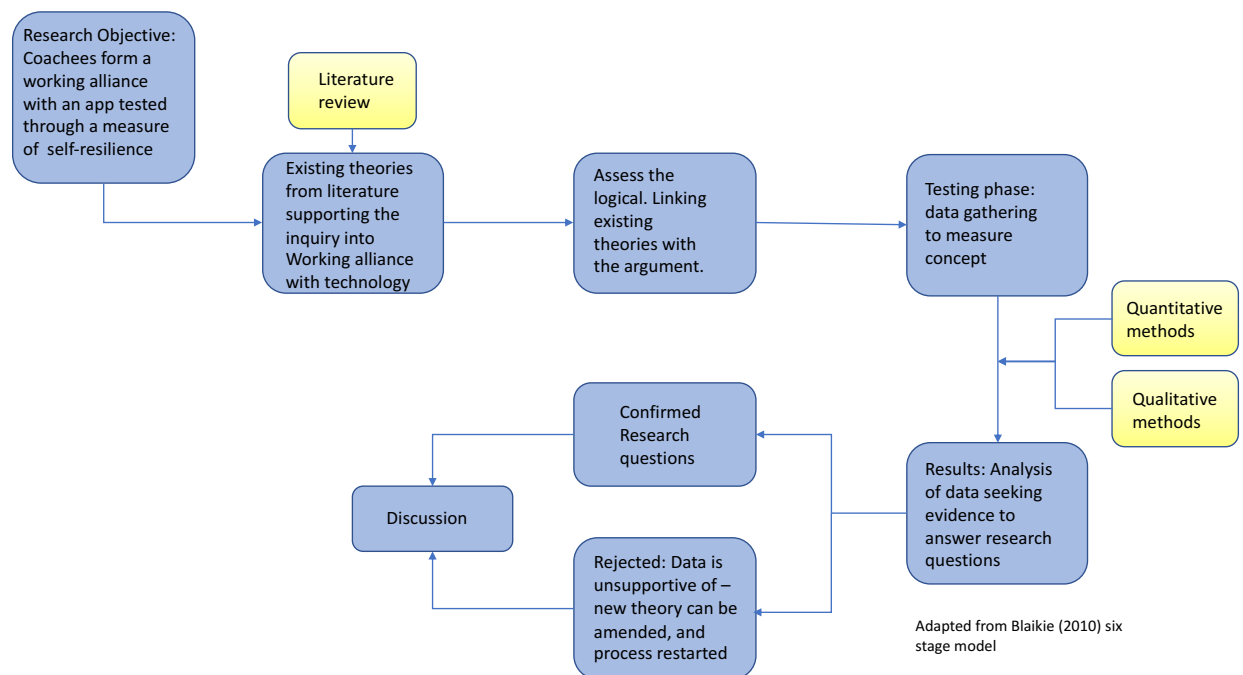 Research Objective:
Coachees form a
working alliance
with an app tested
through a measure
of self-resilience
Literature
review
Existing theories
from literature
supporting the
inquiry into
Working alliance
with technology
Assess the
logical. Linking
existing
theories with
the argument.
Testing phase:
data gathering
to measure
concept
Quantitative
methods
Qualitative
methods
Results: Analysis
of data seeking
evidence to
answer research
questions
Confirmed
Research
questions
Rejected: Data is
unsupportive of –
new theory can be
amended, and
process restarted
Discussion
Adapted from Blaikie (2010) six
stage model